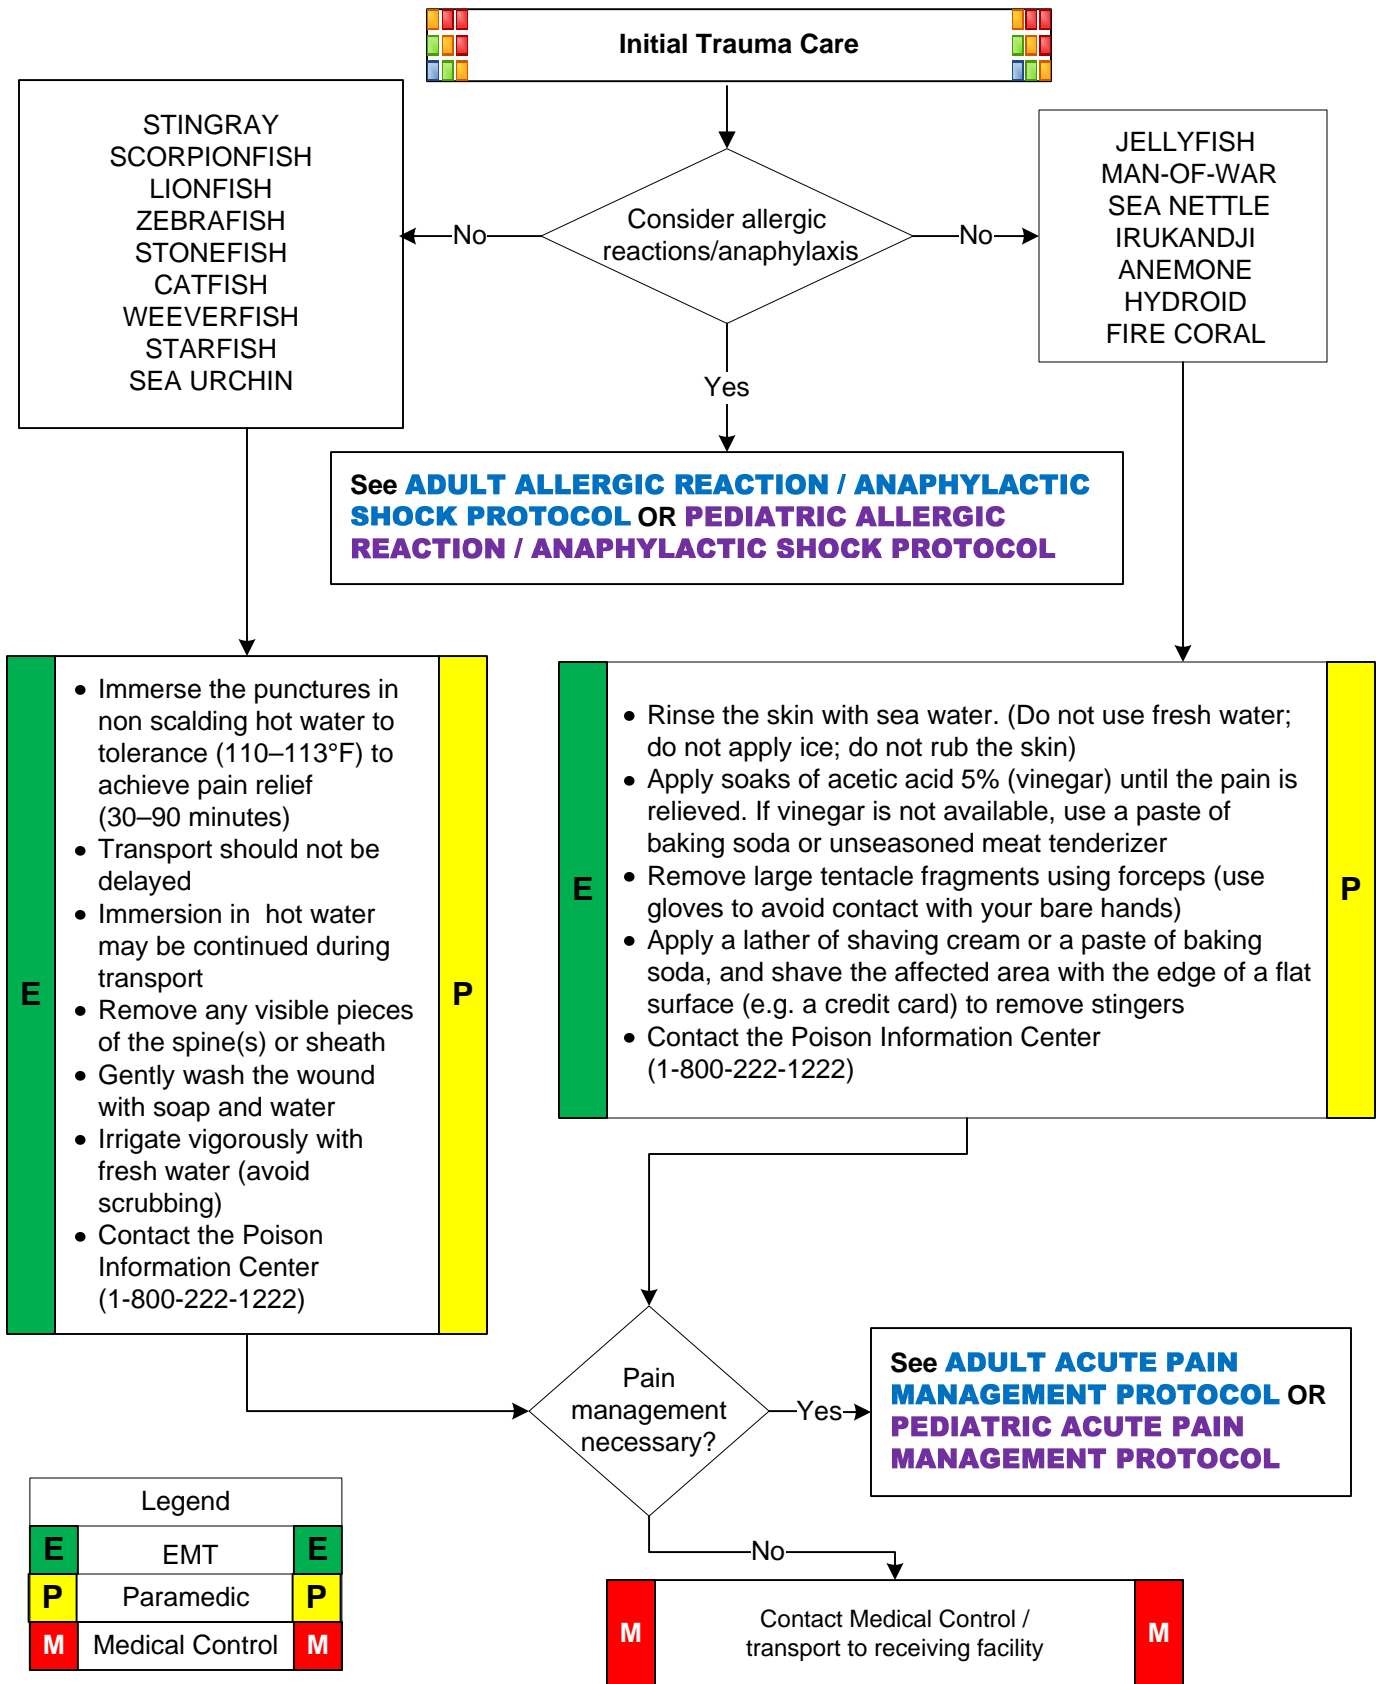 Initial Trauma Care
STINGRAY
SCORPIONFISH
LIONFISH
ZEBRAFISH
STONEFISH
CATFISH
WEEVERFISH
STARFISH
SEA URCHIN
No
Consider allergic
reactions/anaphylaxis
No
JELLYFISH
MAN-OF-WAR
SEA NETTLE
IRUKANDJI
ANEMONE
HYDROID
FIRE CORAL
Yes
See ADULT ALLERGIC REACTION / ANAPHYLACTIC
SHOCK PROTOCOL OR PEDIATRIC ALLERGIC
REACTION / ANAPHYLACTIC SHOCK PROTOCOL
E
• Immerse the punctures in
non scalding hot water to
tolerance (110–113°F) to
achieve pain relief
(30–90 minutes)
• Transport should not be
delayed
• Immersion in hot water
may be continued during
transport
• Remove any visible pieces
of the spine(s) or sheath
• Gently wash the wound
with soap and water
• Irrigate vigorously with
fresh water (avoid
scrubbing)
• Contact the Poison
Information Center
(1-800-222-1222)
P
E
• Rinse the skin with sea water. (Do not use fresh water;
do not apply ice; do not rub the skin)
• Apply soaks of acetic acid 5% (vinegar) until the pain is
relieved. If vinegar is not available, use a paste of
baking soda or unseasoned meat tenderizer
• Remove large tentacle fragments using forceps (use
gloves to avoid contact with your bare hands)
• Apply a lather of shaving cream or a paste of baking
soda, and shave the affected area with the edge of a flat
surface (e.g. a credit card) to remove stingers
• Contact the Poison Information Center
(1-800-222-1222)
P
Pain
management
necessary?
Yes
See ADULT ACUTE PAIN
MANAGEMENT PROTOCOL OR
PEDIATRIC ACUTE PAIN
MANAGEMENT PROTOCOL
No
M
Contact Medical Control /
transport to receiving facility
M
Legend
E EMT E
P Paramedic P
M Medical Control M